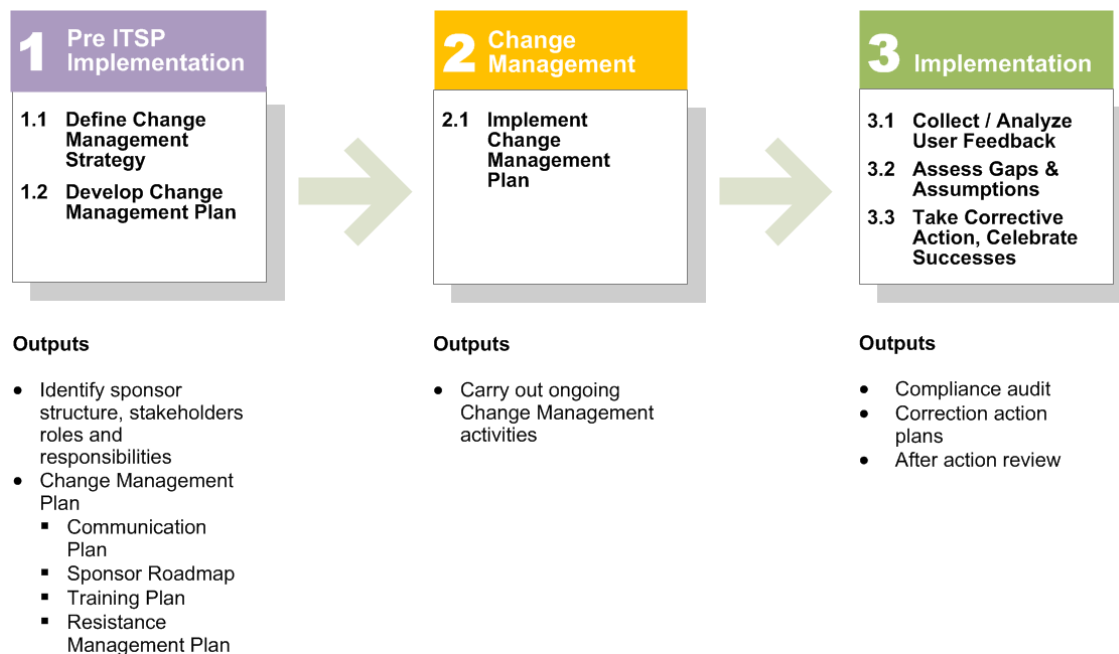 1 Pre ITSP
Implementation
1.1 Define Change
Management
Strategy
1.2 Develop Change
Management Plan
Outputs
● Identify sponsor
structure, stakeholders
roles and
responsibilities
● Change Management
Plan
▪ Communication
Plan
▪ Sponsor Roadmap
▪ Training Plan
▪ Resistance
Management Plan
2 Change
Management
2.1 Implement
Change
Management
Plan
Outputs
● Carry out ongoing
Change Management
activities
3 Implementation
3.1 Collect / Analyze
User Feedback
3.2 Assess Gaps &
Assumptions
3.3 Take Corrective
Action, Celebrate
Successes
Outputs
● Compliance audit
● Correction action
plans
● After action review